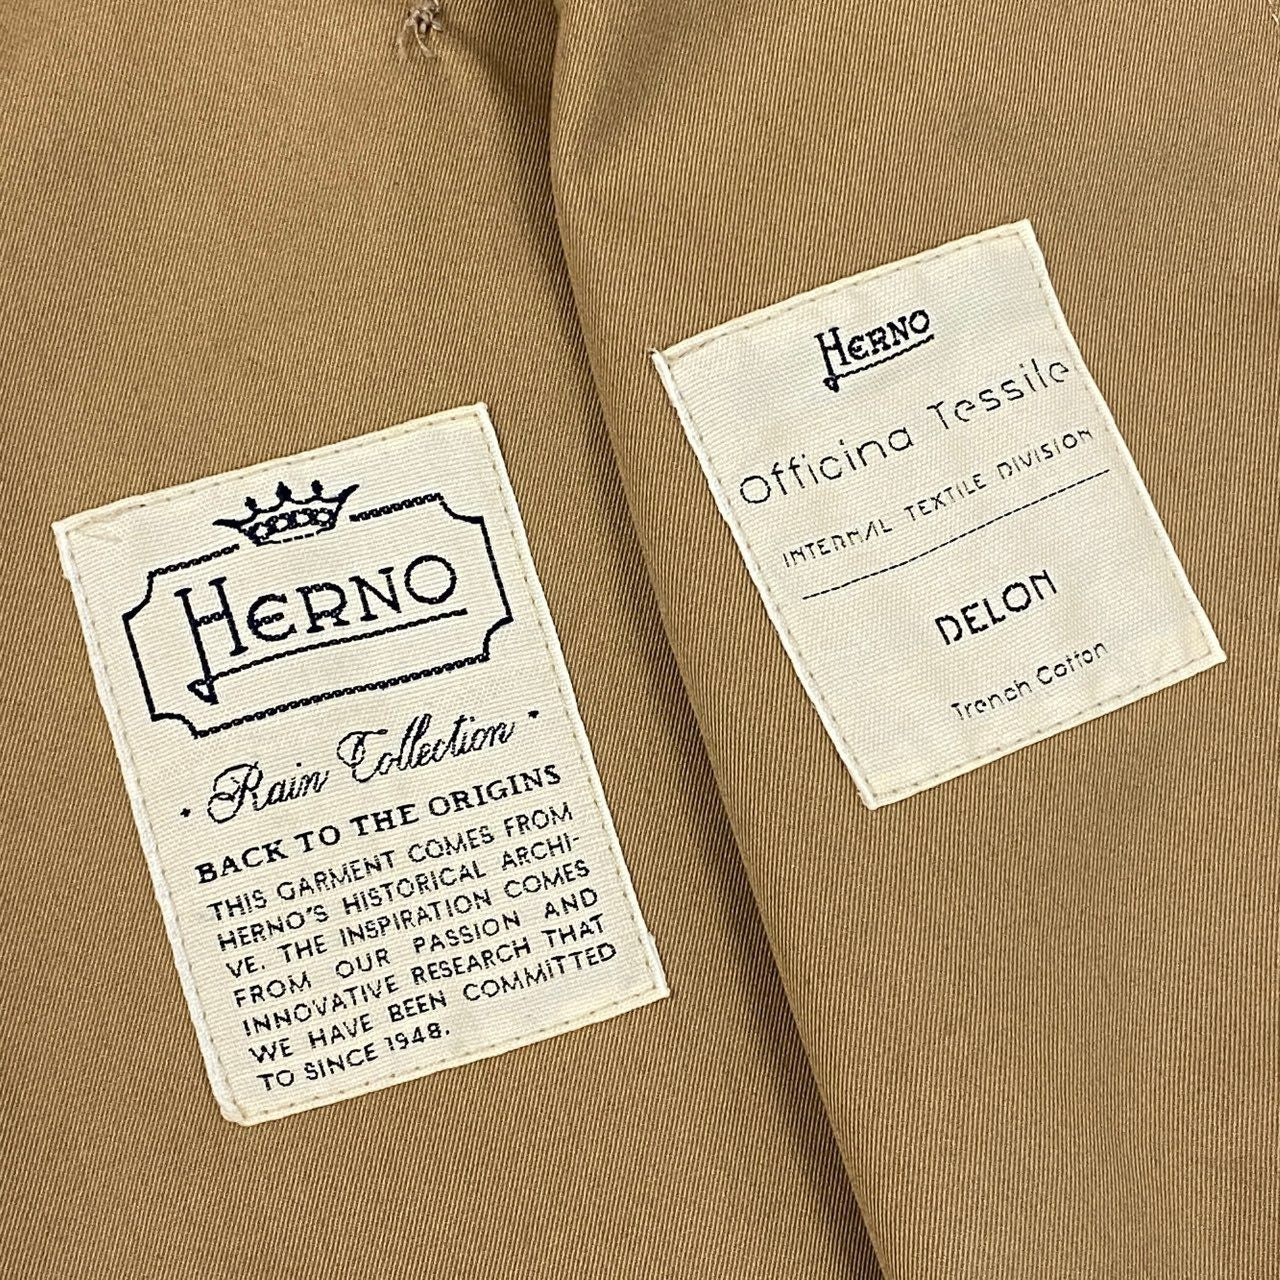 HERNO
Rain Collection
BACK TO THE ORIGINS
THIS GARMENT COMES FROM
HERNO'S HISTORICAL ARCHI-
VE. THE INSPIRATION COMES
FROM OUR PASSION AND
INNOVATIVE RESEARCH THAT
WE HAVE BEEN COMMITTED
TO SINCE 1948.
HERNO
Officina Tessile
INTERNAL TEXTILE DIVISION
DELON
Trench Cotton